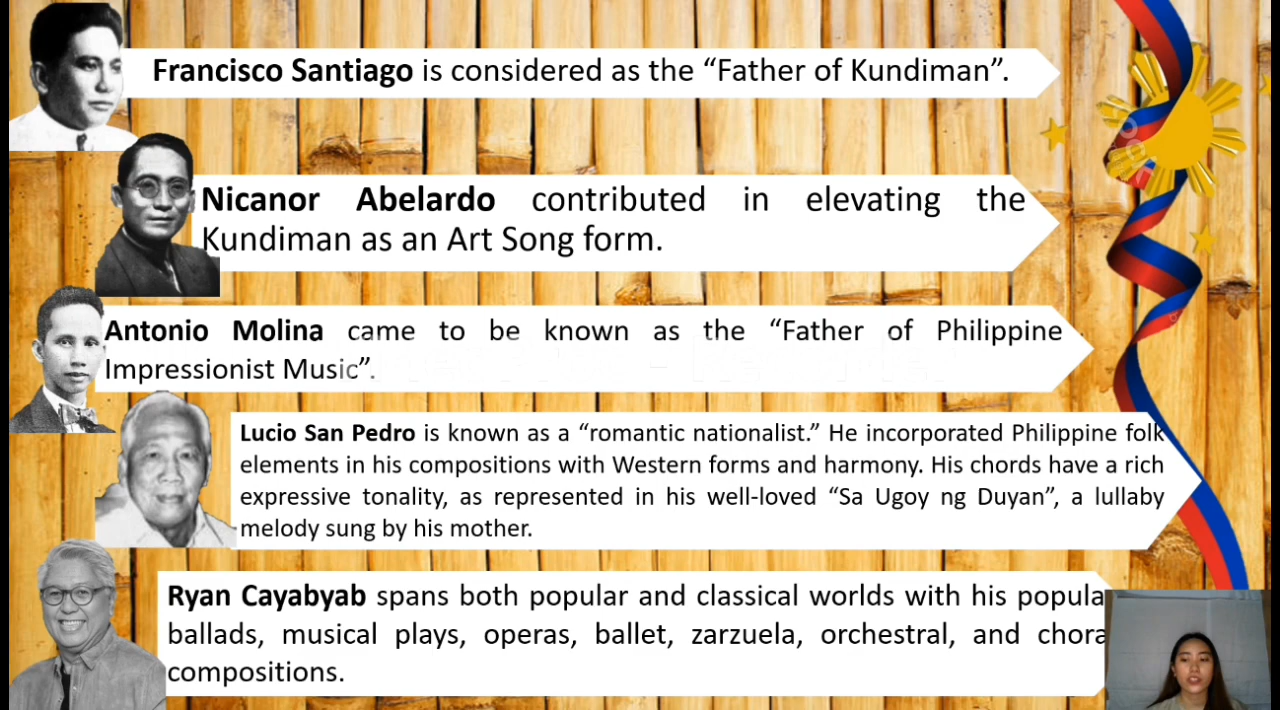 Francisco Santiago is considered as the “Father of Kundiman”.
Nicanor Abelardo contributed in elevating the
Kundiman as an Art Song form.
Antonio Molina came to be known as the “Father of Philippine
Impressionist Music”.
Lucio San Pedro is known as a “romantic nationalist.” He incorporated Philippine folk
elements in his compositions with Western forms and harmony. His chords have a rich
expressive tonality, as represented in his well-loved “Sa Ugoy ng Duyan”, a lullaby
melody sung by his mother.
Ryan Cayabyab spans both popular and classical worlds with his popula
ballads, musical plays, operas, ballet, zarzuela, orchestral, and chora
compositions.